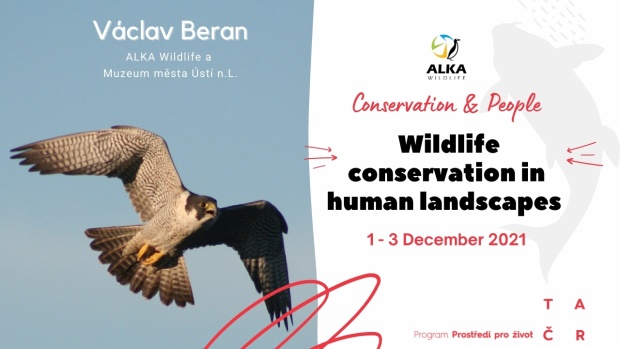 Václav Beran
ALKA Wildlife a
Muzeum města Ústí n.L.
ALKA
WILDLIFE
Conservation & People
Wildlife
conservation in
human landscapes
1 - 3 December 2021
Program Prostředí pro život
T A
Č R